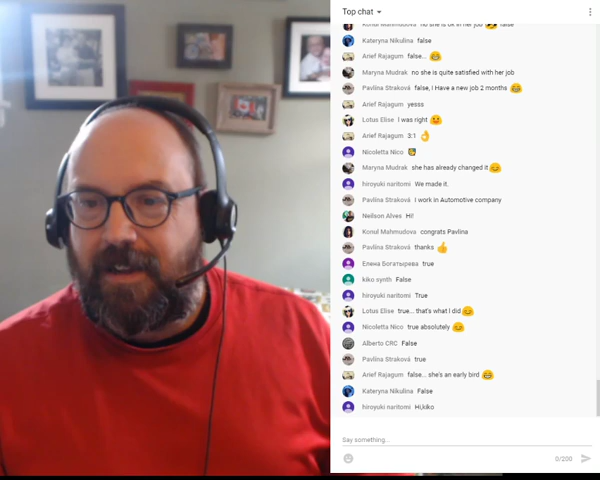 Top chat
Konul Mahmudova no she is ok in her job false
Kateryna Nikulina false
Arief Rajagum false...
Maryna Mudrak no she is quite satisfied with her job
Pavlína Straková false, I Have a new job 2 months
Arief Rajagum yesss
Lotus Elise I was right
Arief Rajagum 3:1
Nicoletta Nico
Maryna Mudrak she has already changed it
hiroyuki naritomi We made it.
Pavlína Straková I work in Automotive company
Neilson Alves Hi!
Konul Mahmudova congrats Pavlina
Pavlína Straková thanks
Елена Богатырева true
kiko synth False
hiroyuki naritomi True
Lotus Elise true... that's what I did
Nicoletta Nico true absolutely
Alberto CRC False
Pavlína Straková true
Arief Rajagum false... she's an early bird
Kateryna Nikulina False
hiroyuki naritomi Hi,kiko
Say something...
0/200